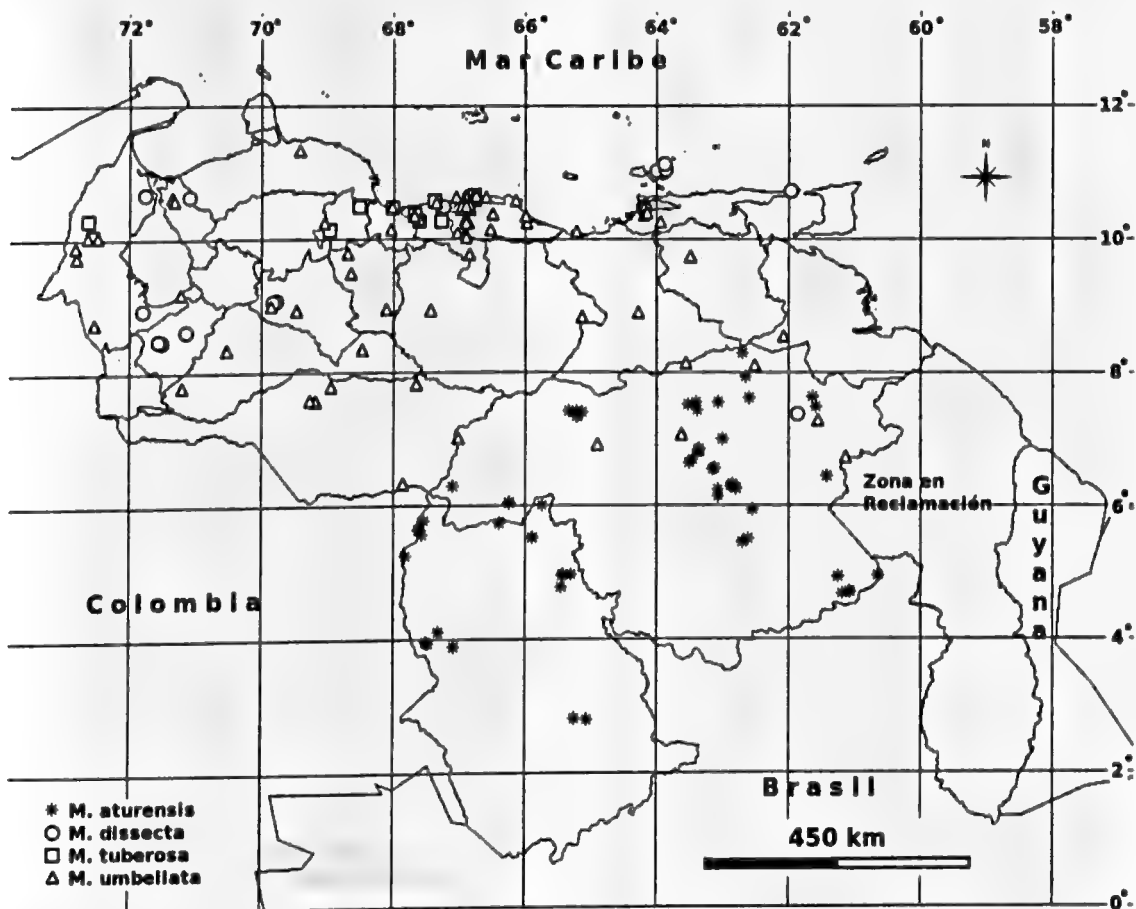 72° 70° 68° 66° 64° 62° 60° 58°
Mar Caribe
12°
N
10°
8°
Zona en
Reclamación
6°
Guyana
Colombia
4°
Brasil
2°
M. aturensis
M. dissecta
M. tuberosa
M. umbellata
450 km
0°